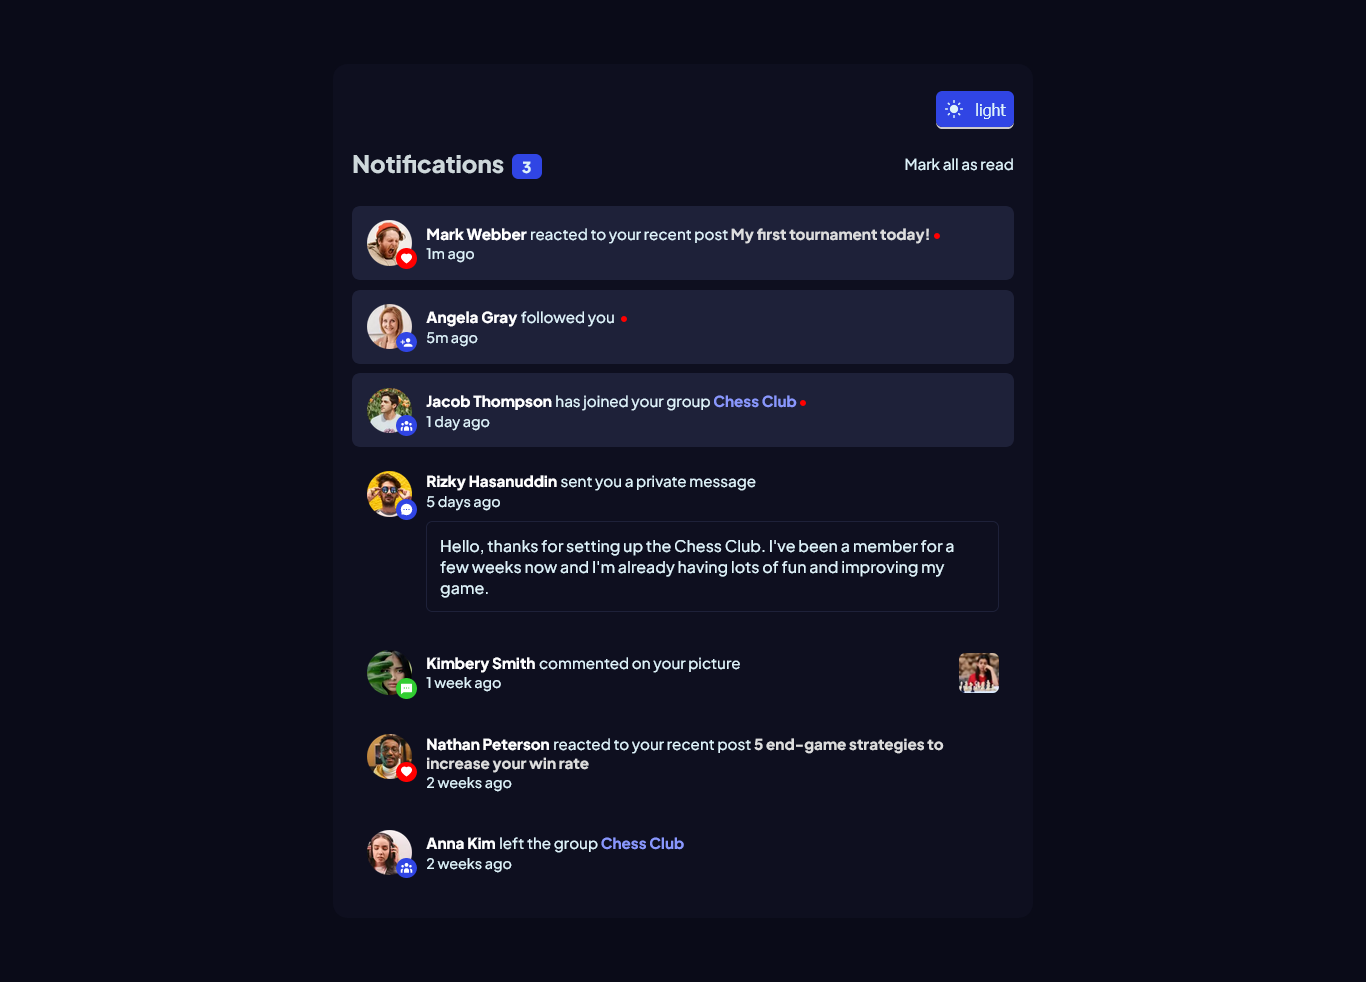 light
Notifications 3
Mark all as read
Mark Webber reacted to your recent post My first tournament today!
1m ago
Angela Gray followed you
5m ago
Jacob Thompson has joined your group Chess Club
1 day ago
Rizky Hasanuddin sent you a private message
5 days ago
Hello, thanks for setting up the Chess Club. I've been a member for a
few weeks now and I'm already having lots of fun and improving my
game.
Kimbery Smith commented on your picture
1 week ago
Nathan Peterson reacted to your recent post 5 end-game strategies to
increase your win rate
2 weeks ago
Anna Kim left the group Chess Club
2 weeks ago